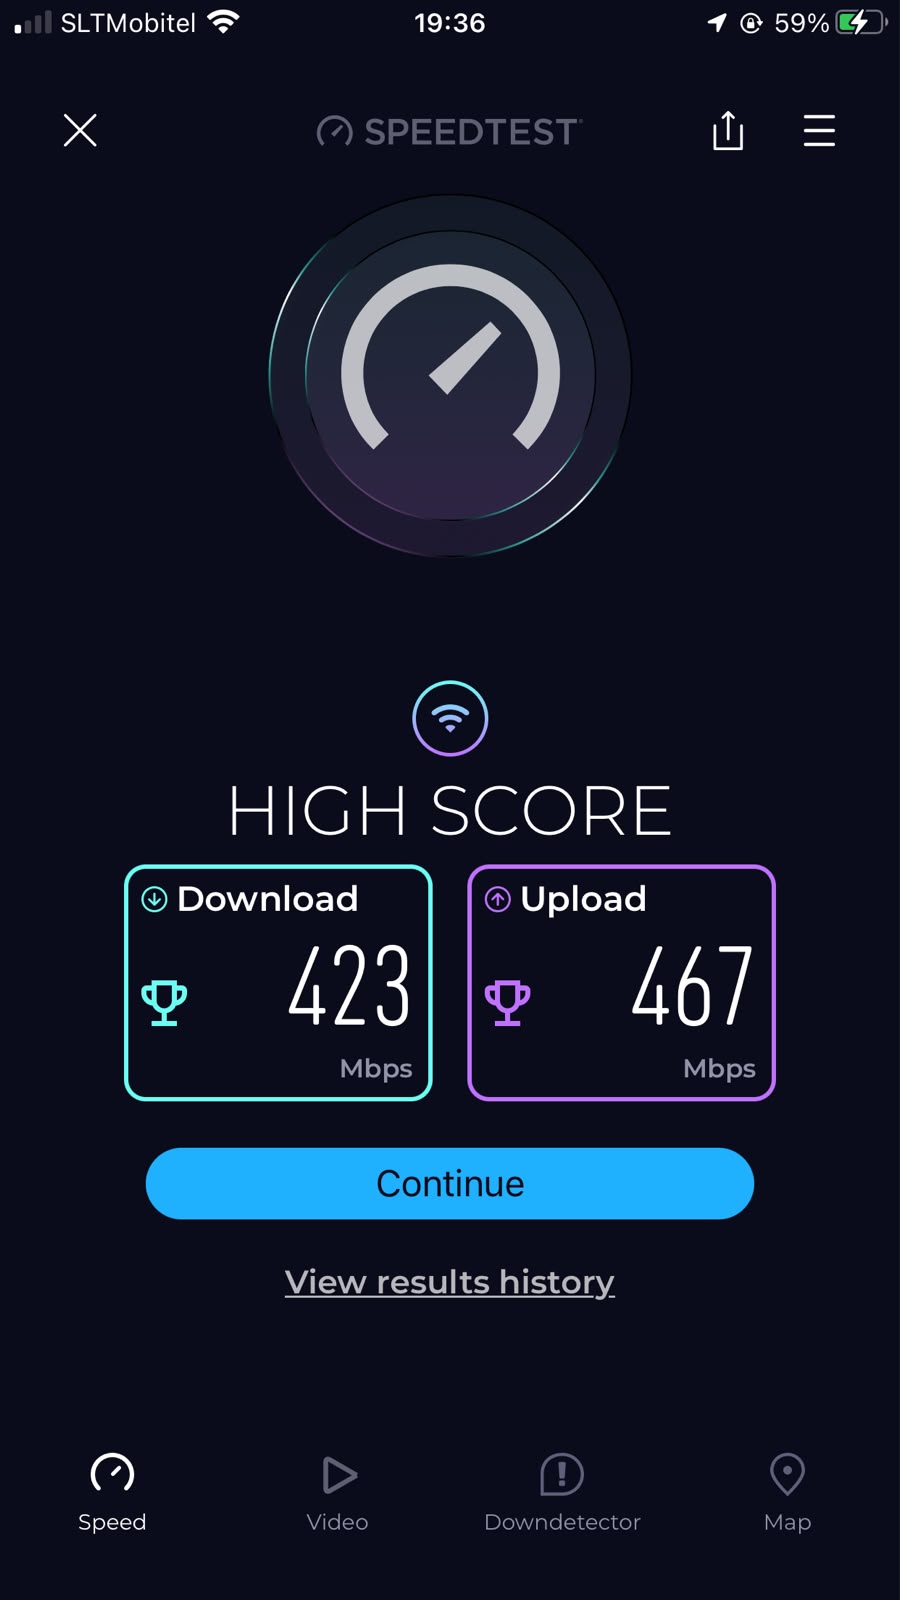 SLTMobitel 19:36 59%
SPEEDTEST
HIGH SCORE
Download
423
Mbps
Upload
467
Mbps
Continue
View results history
Speed Video Downdetector Map